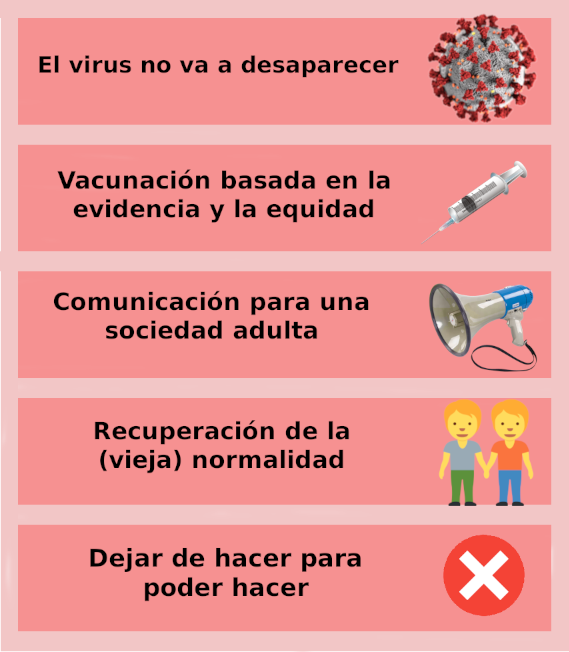 El virus no va a desaparecer
Vacunación basada en la
evidencia y la equidad
Comunicación para una
sociedad adulta
Recuperación de la
(vieja) normalidad
Dejar de hacer para
poder hacer